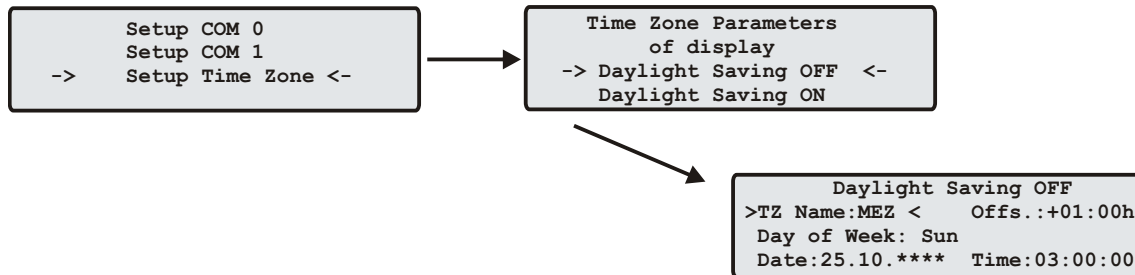 Setup COM 0
Setup COM 1
-> Setup Time Zone <-
Time Zone Parameters
of display
-> Daylight Saving OFF <-
Daylight Saving ON
Daylight Saving OFF
>TZ Name:MEZ < Offs.:+01:00h
Day of Week: Sun
Date:25.10.**** Time:03:00:00